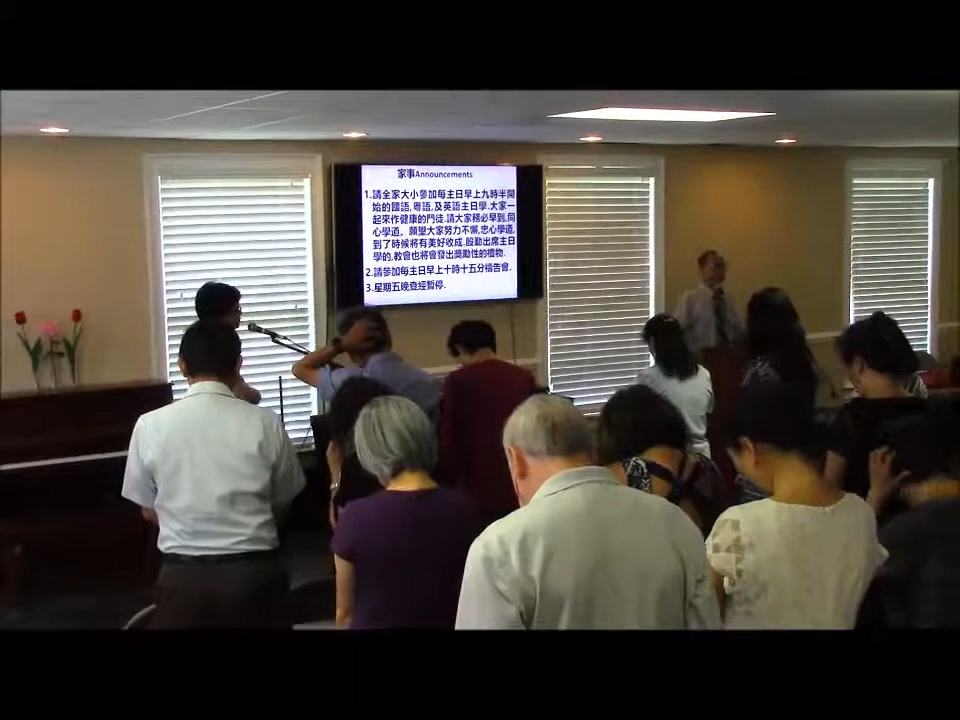 家事Announcements
1.請全家大小參加每主日早上九時半開
始的國語,粵語,及英語主日學.大家一
起來作健康的門徒.請大家務必早到,同
心學道, 願望大家努力不懈,忠心學道,
到了時候將有美好收成.殷勤出席主日
學的,教會也將會發出獎勵性的禮物.
2.請參加每主日早上十時十五分禱告會.
3.星期五晚查經暫停.